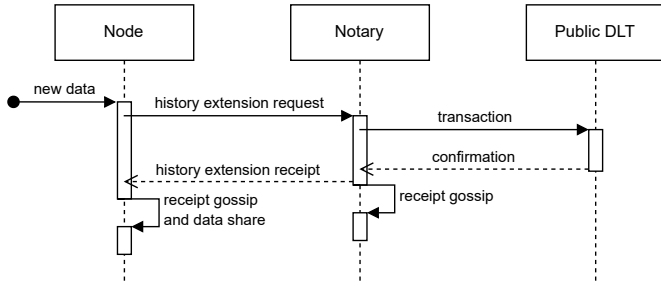 Node
Notary
Public DLT
new data
history extension request
transaction
confirmation
history extension receipt
receipt gossip
and data share
receipt gossip